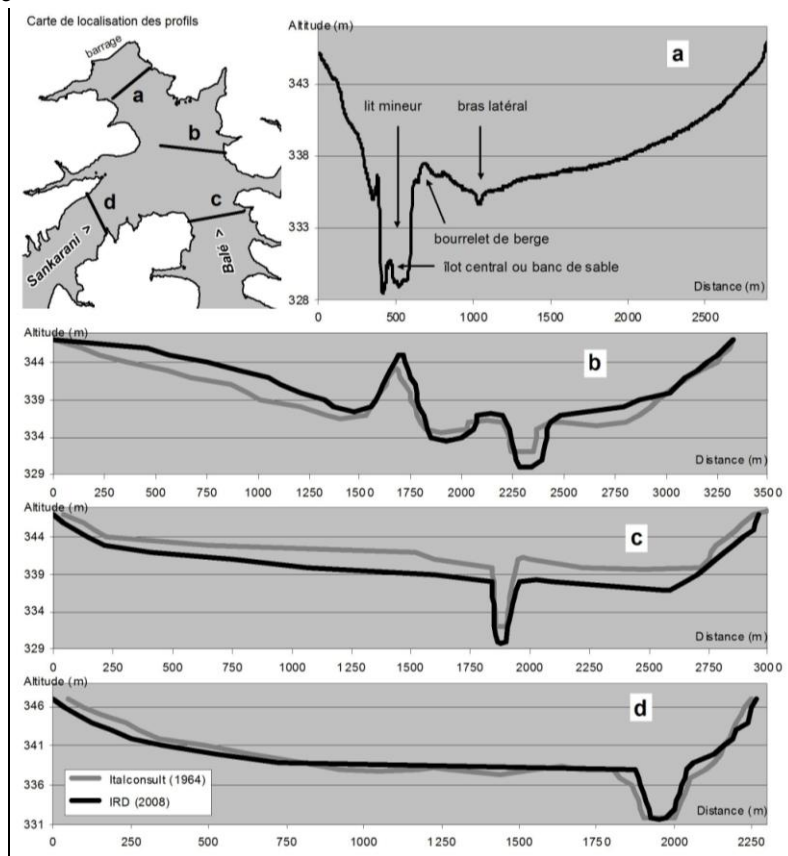 Carte de localisation des profils
barrage
a
b
c
d
Sankarani >
Balé >
Altitude (m)
a
343
338
333
328
lit mineur
bras latéral
bourrelet de berge
îlot central ou banc de sable
Distance (m)
0 500 1000 1500 2000 2500
Altitude (m)
b
344
339
334
329
Distance (m)
0 250 500 750 1000 1250 1500 1750 2000 2250 2500 2750 3000 3250 3500
Altitude (m)
c
344
339
334
329
Distance (m)
0 250 500 750 1000 1250 1500 1750 2000 2250 2500 2750 3000
Altitude (m)
d
346
341
336
331
Italconsult (1964)
IRD (2008)
Distance (m)
0 250 500 750 1000 1250 1500 1750 2000 2250